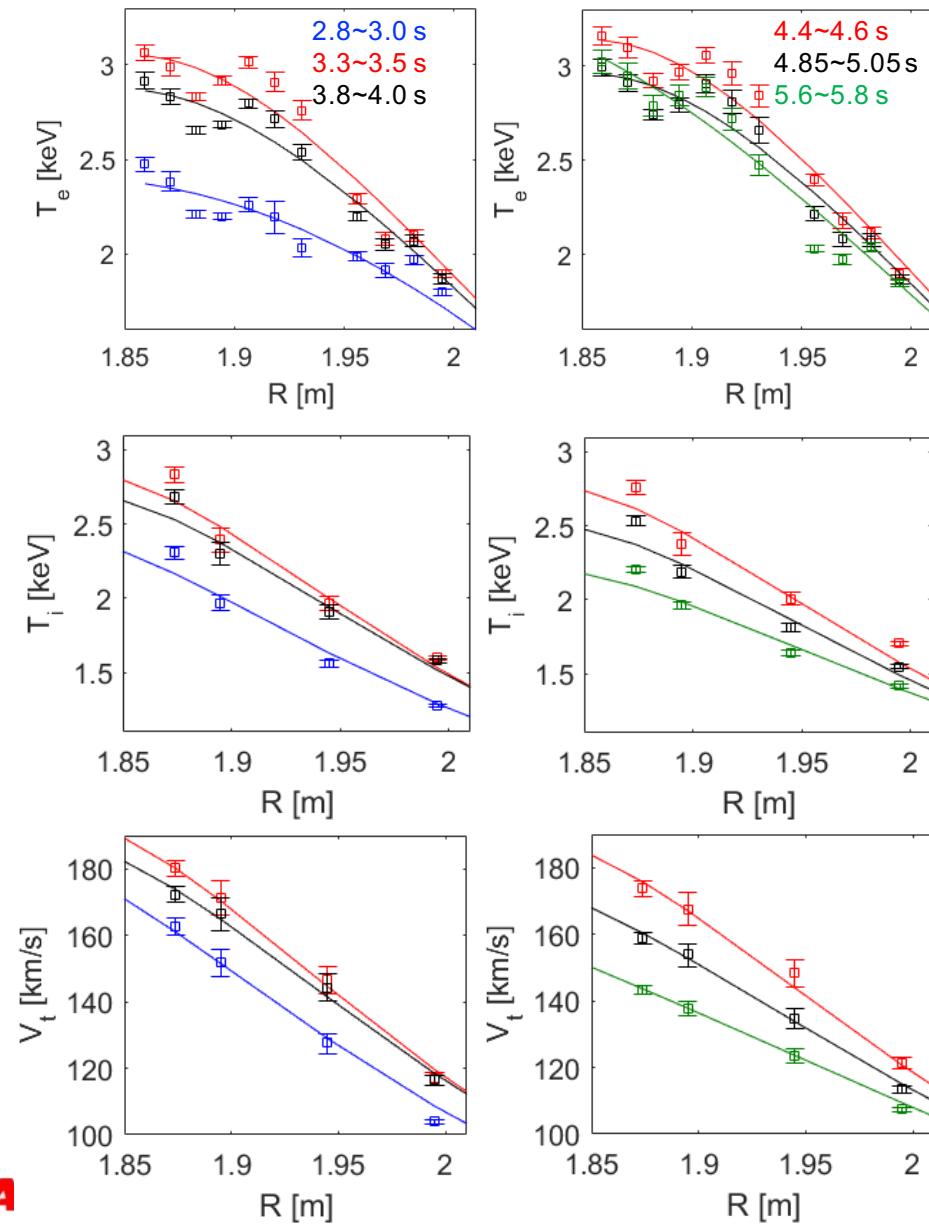 2.8~3.0 s
3.3~3.5 s
3.8~4.0 s
3
2.5
2
T_e [keV]
1.85 1.9 1.95 2
R [m]
4.4~4.6 s
4.85~5.05 s
5.6~5.8 s
3
2.5
2
T_e [keV]
1.85 1.9 1.95 2
R [m]
3
2.5
2
1.5
T_i [keV]
1.85 1.9 1.95 2
R [m]
3
2.5
2
1.5
T_i [keV]
1.85 1.9 1.95 2
R [m]
180
160
140
120
100
V_t [km/s]
1.85 1.9 1.95 2
R [m]
180
160
140
120
100
V_t [km/s]
1.85 1.9 1.95 2
R [m]
A